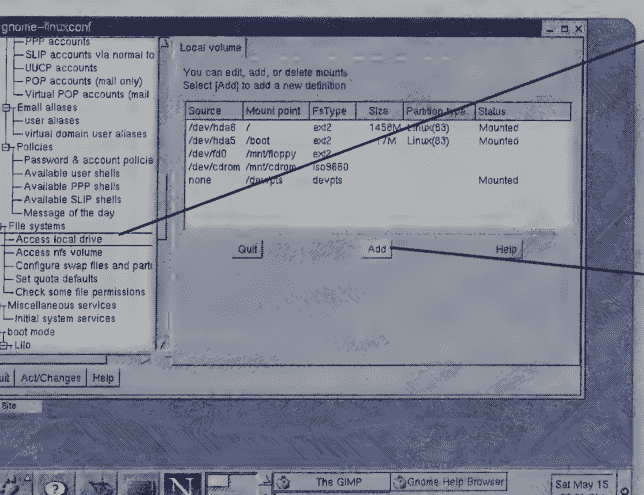 gnome-linuxconf
PPP accounts
SLIP accounts via normal lo
UUCP accounts
POP accounts (mail only)
Virtual POP accounts (mail
Email aliases
user aliases
virtual domain user aliases
Policies
Password & account policie
Available user shells
Available PPP shells
Available SLIP shells
Message of the day
File systems
Access local drive
Access nfs volume
Configure swap files and parti
Set quota defaults
Check some file permissions
Miscellaneous services
Initial system services
boot mode
Lilo
uit Act/Changes Help
Local volume
You can edit, add, or delete mounts
Select [Add] to add a new definition
Source Mount point FsType Size Partition type Status
/dev/hda6 / ext2 1458M Linux(83) Mounted
/dev/hda5 /boot ext2 17M Linux(83) Mounted
/dev/fd0 /mnt/floppy ext2
/dev/cdrom /mnt/cdrom iso9660
none /dev/pts devpts Mounted
Quit Add Help
Site
N The GIMP Gnome Help Browser Sat May 15